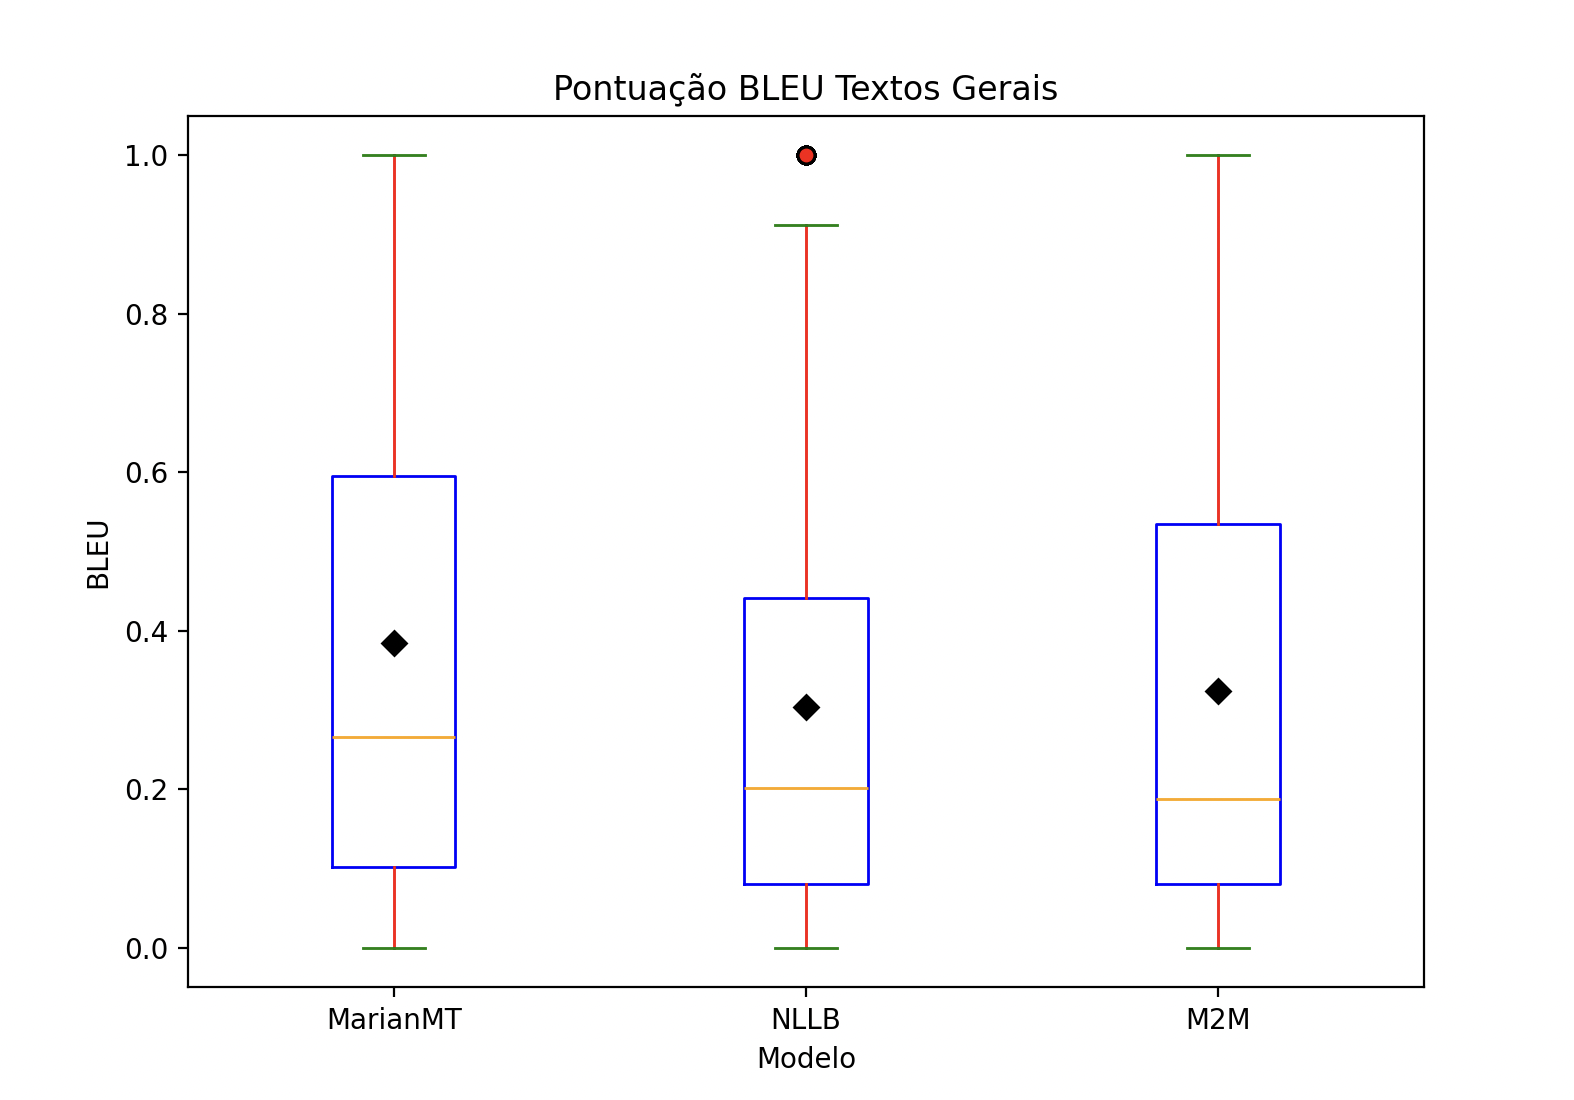 Pontuação BLEU Textos Gerais
1.0
0.8
0.6
0.4
0.2
0.0
BLEU
MarianMT
NLLB
M2M
Modelo